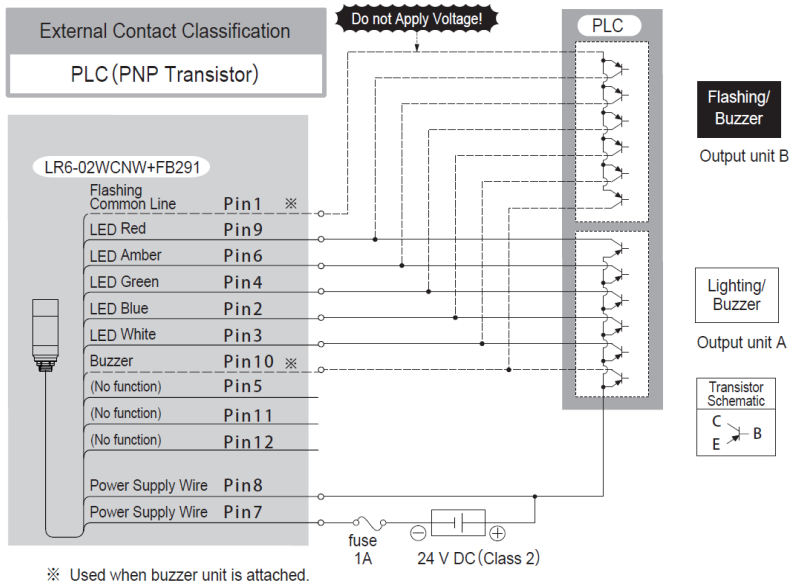 External Contact Classification
PLC(PNP Transistor)
Do not Apply Voltage!
PLC
Flashing/
Buzzer
Output unit B
LR6-02WCNW+FB291
Flashing
Common Line Pin1 ※
LED Red Pin9
LED Amber Pin6
LED Green Pin4
LED Blue Pin2
LED White Pin3
Buzzer Pin10 ※
(No function) Pin5
(No function) Pin11
(No function) Pin12
Power Supply Wire Pin8
Power Supply Wire Pin7
Lighting/
Buzzer
Output unit A
Transistor
Schematic
C
E
B
fuse
1A
− +
24 V DC(Class 2)
※ Used when buzzer unit is attached.